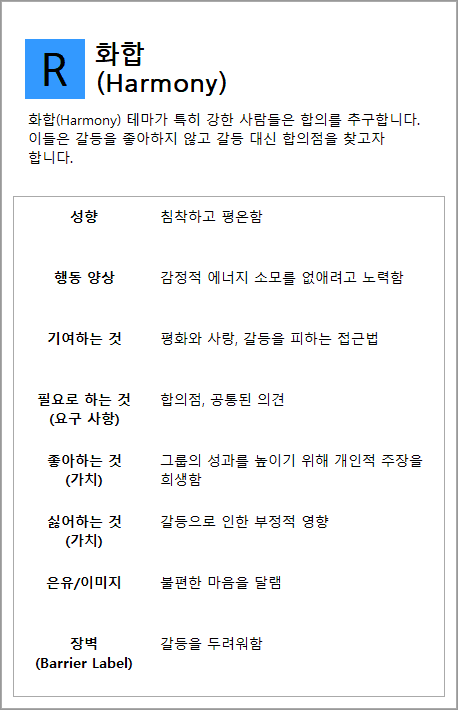 R
화합
(Harmony)
화합(Harmony) 테마가 특히 강한 사람들은 합의를 추구합니다.
이들은 갈등을 좋아하지 않고 갈등 대신 합의점을 찾고자
합니다.
성향 침착하고 평온함
행동 양상 감정적 에너지 소모를 없애려고 노력함
기여하는 것 평화와 사랑, 갈등을 피하는 접근법
필요로 하는 것 합의점, 공통된 의견
(요구 사항)
좋아하는 것 그룹의 성과를 높이기 위해 개인적 주장을
(가치) 희생함
싫어하는 것 갈등으로 인한 부정적 영향
(가치)
은유/이미지 불편한 마음을 달램
장벽 갈등을 두려워함
(Barrier Label)